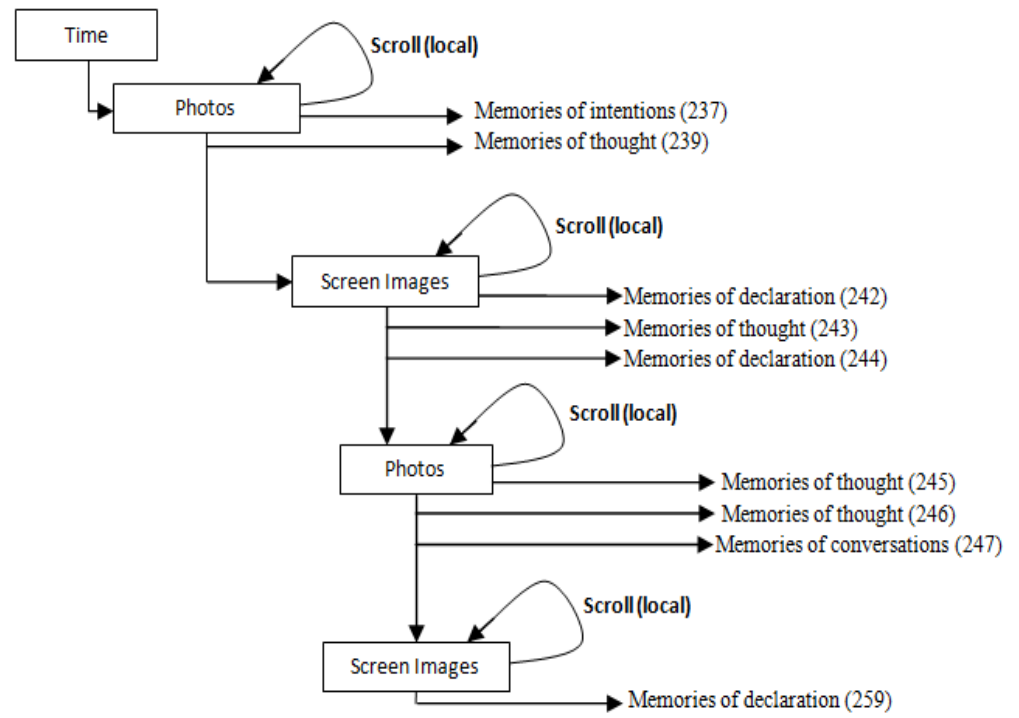 Time
Scroll (local)
Photos
Memories of intentions (237)
Memories of thought (239)
Scroll (local)
Screen Images
Memories of declaration (242)
Memories of thought (243)
Memories of declaration (244)
Scroll (local)
Photos
Memories of thought (245)
Memories of thought (246)
Memories of conversations (247)
Scroll (local)
Screen Images
Memories of declaration (259)